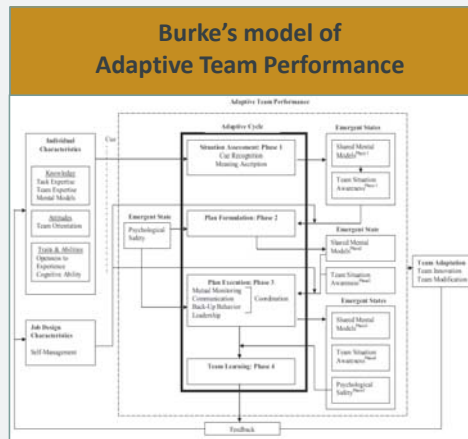 Burke's model of
Adaptive Team Performance
Adaptive Team Performance
Individual
Characteristics
Knowledge
Task Expertise
Team Expertise
Mental Models
Attitudes
Team Orientation
Traits & Abilities
Openness to
Experience
Cognitive Ability
Job Design
Characteristics
Self-Management
Cue
Emergent State
Psychological
Safety
Adaptive Cycle
Situation Assessment: Phase 1
Cue Recognition
Meaning Ascription
Plan Formulation: Phase 2
Plan Execution: Phase 3
Mutual Monitoring
Communication
Back-Up Behavior
Leadership
Coordination
Team Learning: Phase 4
Emergent States
Shared Mental
Models
Team Situation
Awareness
Emergent States
Shared Mental
Models
Team Situation
Awareness
Emergent States
Shared Mental
Models
Team Situation
Awareness
Psychological
Safety
Team Adaptation
Team Innovation
Team Modification
Feedback